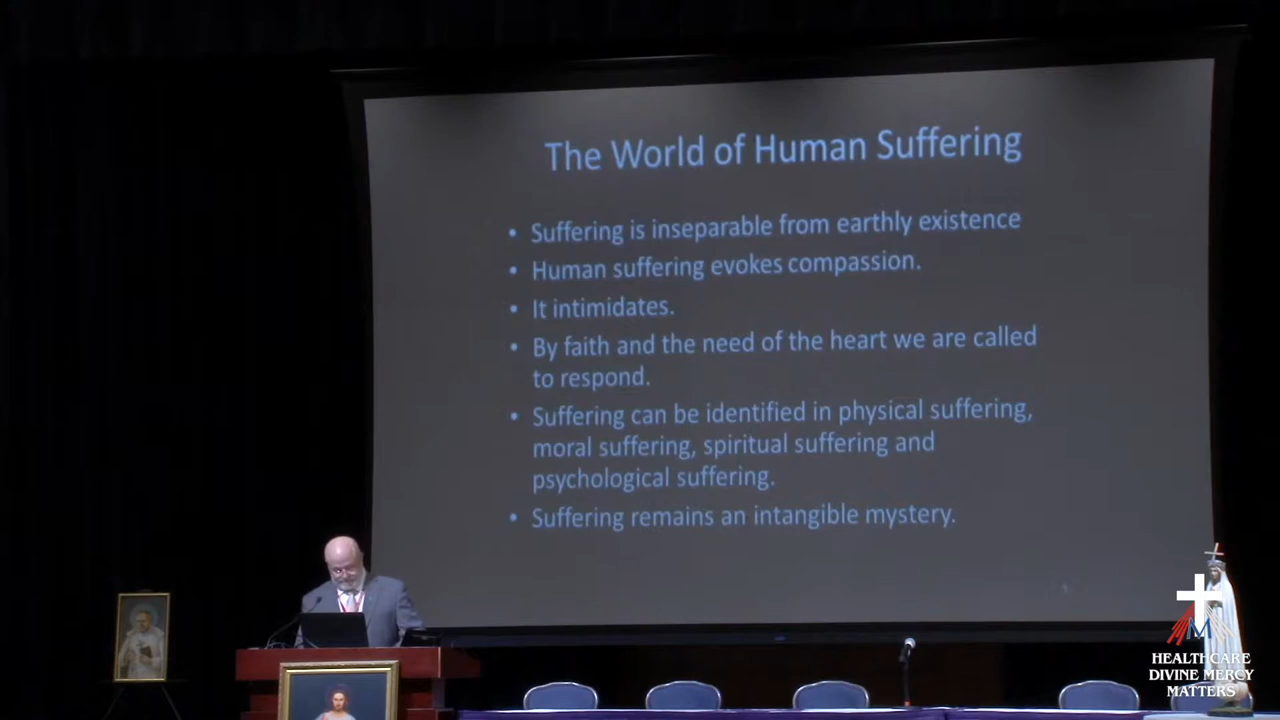 The World of Human Suffering
• Suffering is inseparable from earthly existence
• Human suffering evokes compassion.
• It intimidates.
• By faith and the need of the heart we are called
to respond.
• Suffering can be identified in physical suffering,
moral suffering, spiritual suffering and
psychological suffering.
• Suffering remains an intangible mystery.
HEALTHCARE
DIVINE MERCY
MATTERS